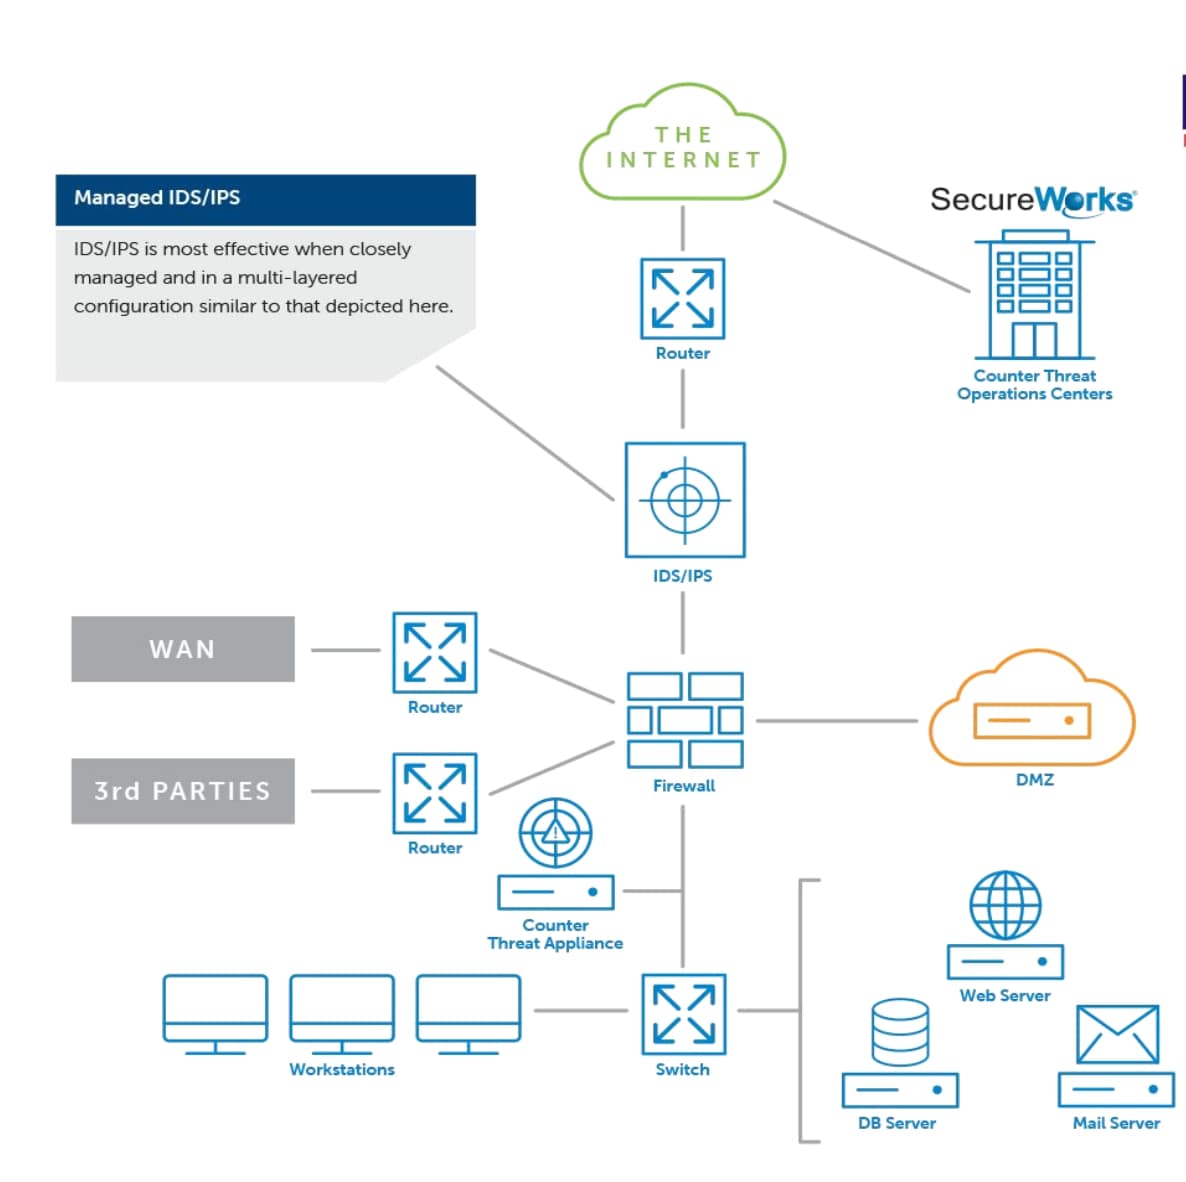 THE
INTERNET
Managed IDS/IPS
IDS/IPS is most effective when closely
managed and in a multi-layered
configuration similar to that depicted here.
SecureWorks
Router
Counter Threat
Operations Centers
IDS/IPS
WAN
Router
Firewall
DMZ
3rd PARTIES
Router
Counter
Threat Appliance
Web Server
Workstations
Switch
DB Server
Mail Server